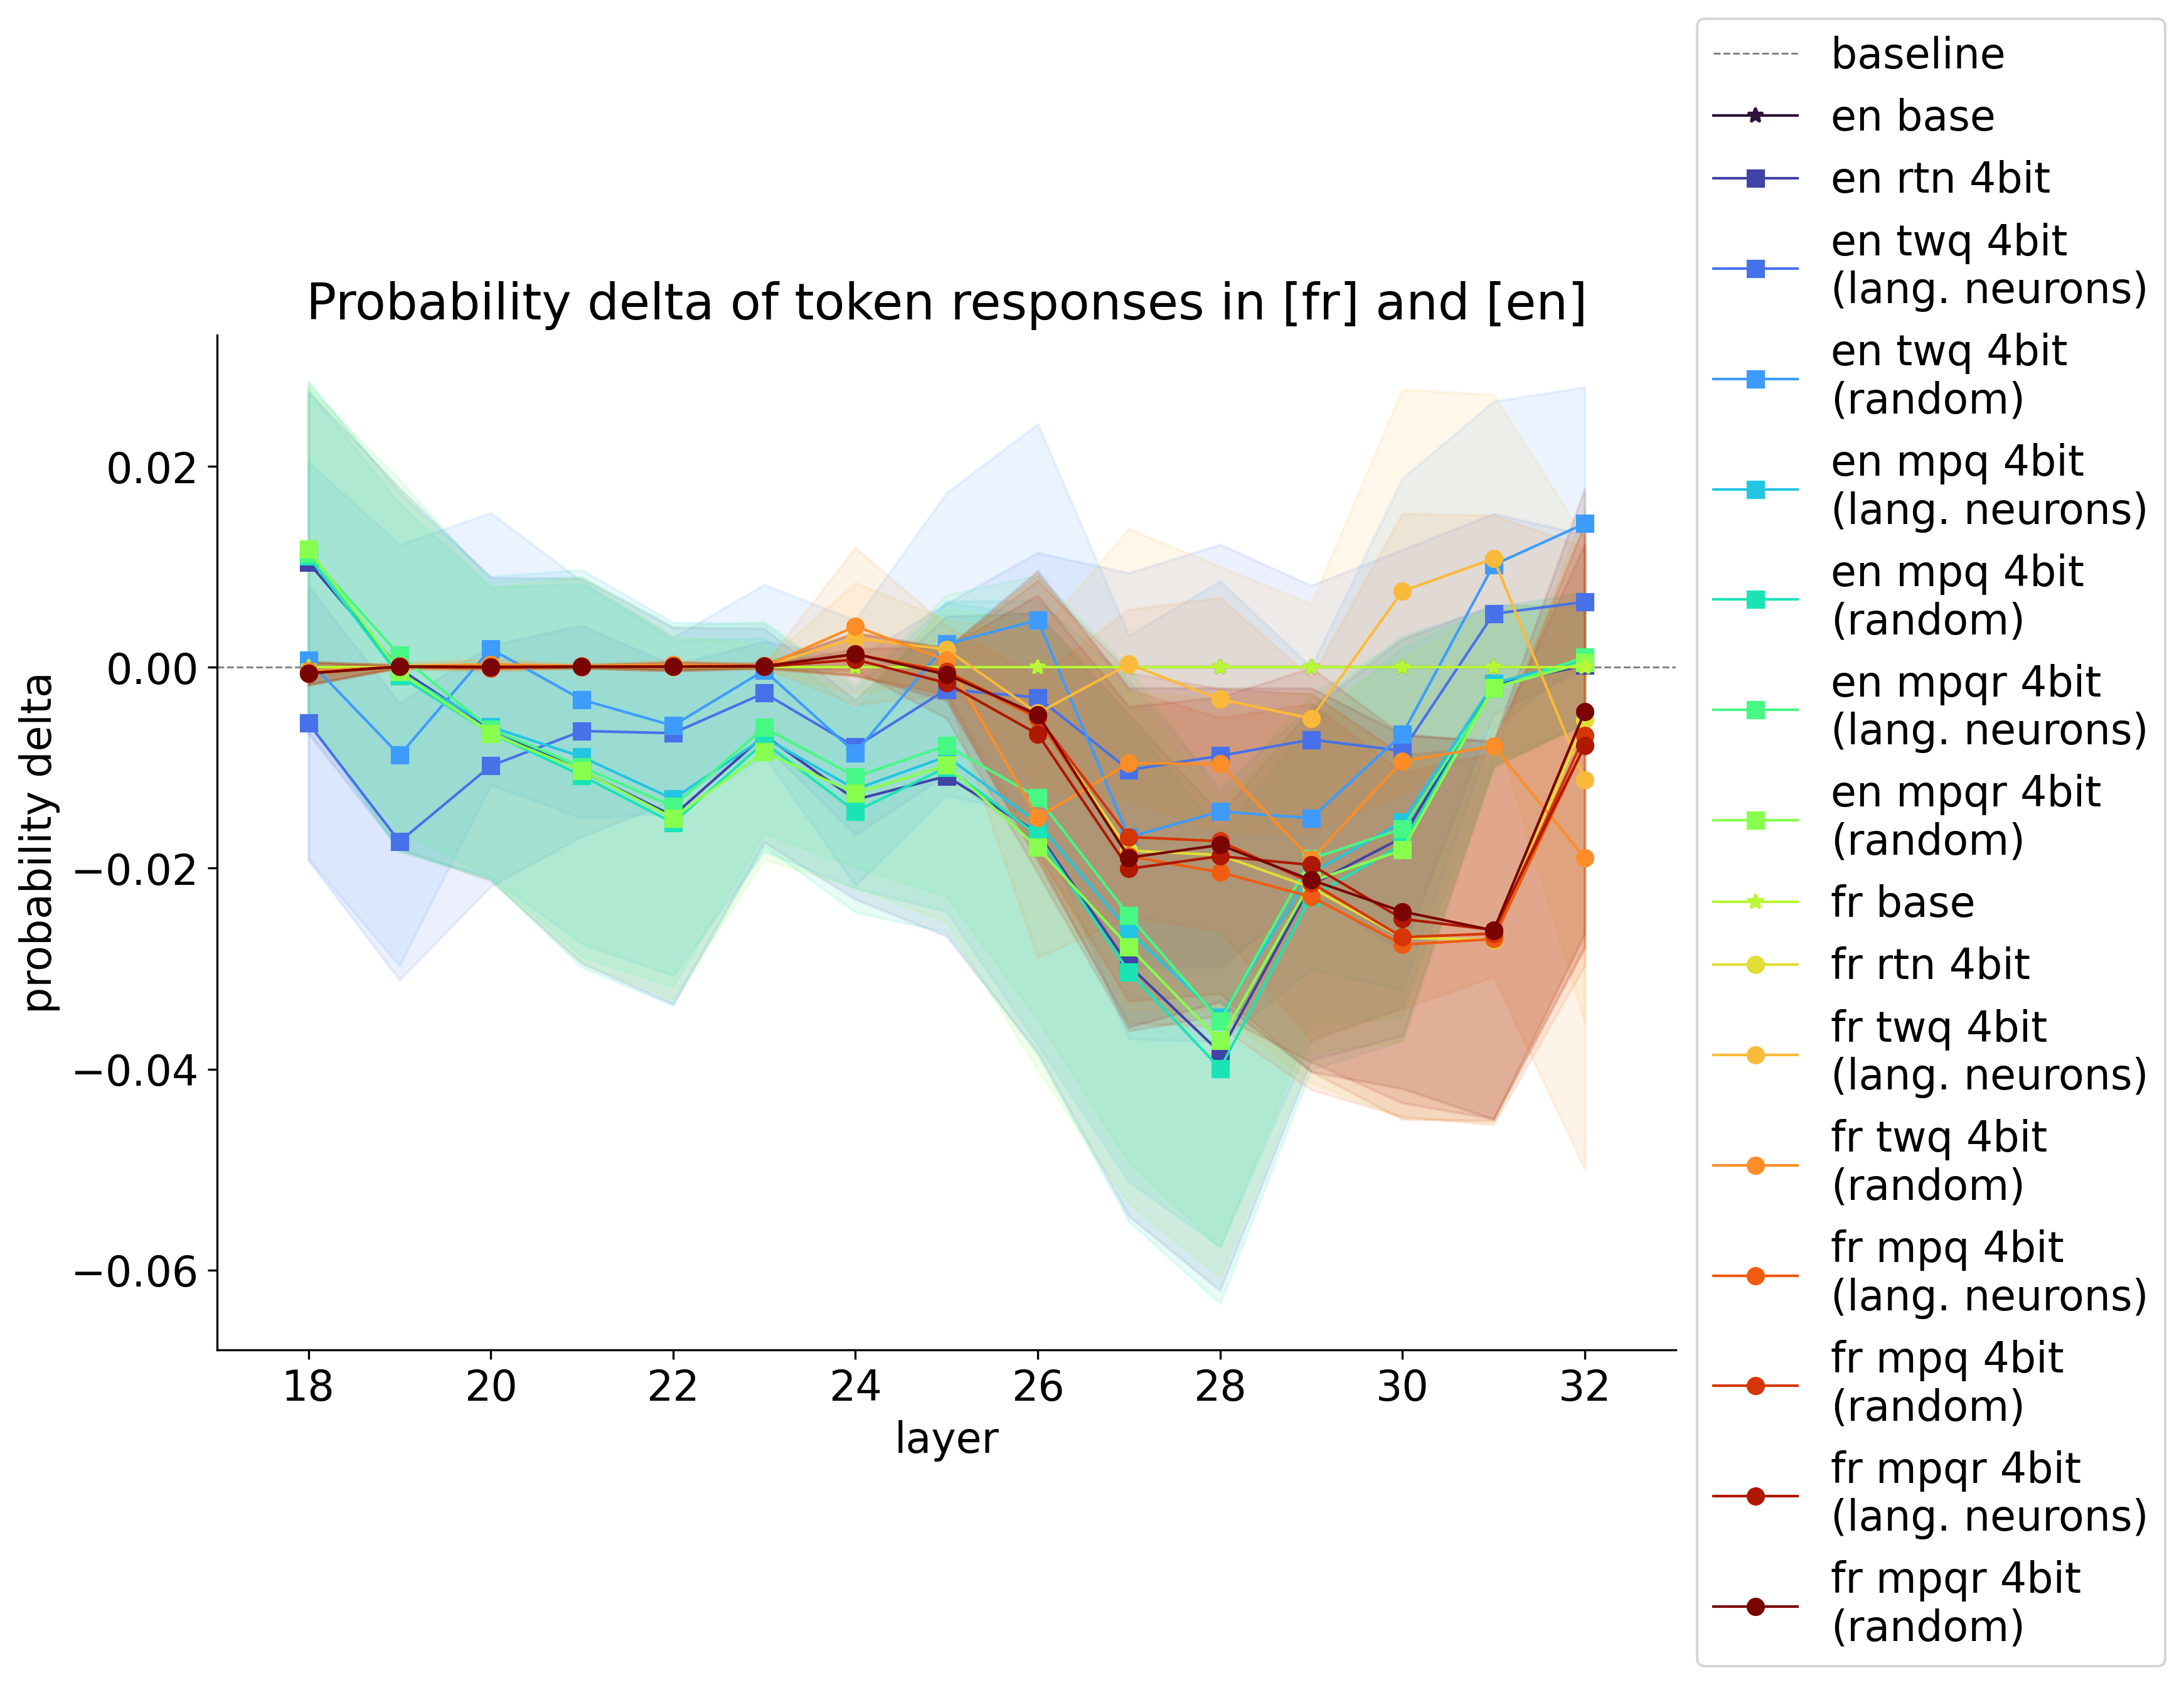 Probability delta of token responses in [fr] and [en]
probability delta
0.02
0.00
−0.02
−0.04
−0.06
18 20 22 24 26 28 30 32
layer
baseline
en base
en rtn 4bit
en twq 4bit
(lang. neurons)
en twq 4bit
(random)
en mpq 4bit
(lang. neurons)
en mpq 4bit
(random)
en mpqr 4bit
(lang. neurons)
en mpqr 4bit
(random)
fr base
fr rtn 4bit
fr twq 4bit
(lang. neurons)
fr twq 4bit
(random)
fr mpq 4bit
(lang. neurons)
fr mpq 4bit
(random)
fr mpqr 4bit
(lang. neurons)
fr mpqr 4bit
(random)